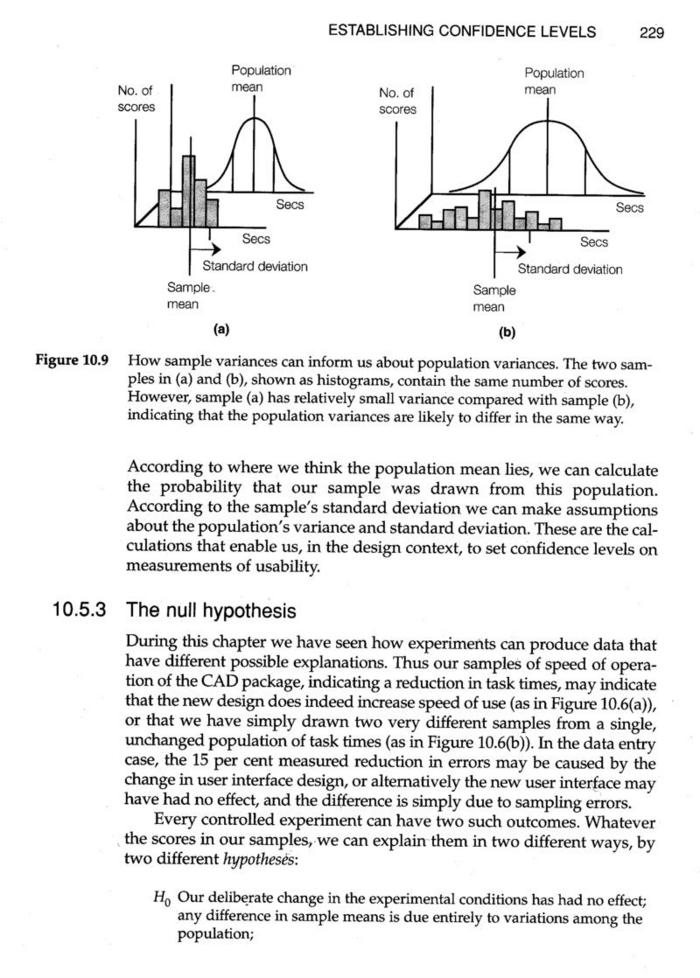 ESTABLISHING CONFIDENCE LEVELS 229
Population
mean
No. of
scores
Secs
Secs
Standard deviation
Sample
mean
(a)
Population
mean
No. of
scores
Secs
Secs
Standard deviation
Sample
mean
(b)
Figure 10.9 How sample variances can inform us about population variances. The two sam-
ples in (a) and (b), shown as histograms, contain the same number of scores.
However, sample (a) has relatively small variance compared with sample (b),
indicating that the population variances are likely to differ in the same way.
According to where we think the population mean lies, we can calculate
the probability that our sample was drawn from this population.
According to the sample's standard deviation we can make assumptions
about the population's variance and standard deviation. These are the cal-
culations that enable us, in the design context, to set confidence levels on
measurements of usability.
10.5.3 The null hypothesis
During this chapter we have seen how experiments can produce data that
have different possible explanations. Thus our samples of speed of opera-
tion of the CAD package, indicating a reduction in task times, may indicate
that the new design does indeed increase speed of use (as in Figure 10.6(a)),
or that we have simply drawn two very different samples from a single,
unchanged population of task times (as in Figure 10.6(b)). In the data entry
case, the 15 per cent measured reduction in errors may be caused by the
change in user interface design, or alternatively the new user interface may
have had no effect, and the difference is simply due to sampling errors.
Every controlled experiment can have two such outcomes. Whatever
the scores in our samples, we can explain them in two different ways, by
two different hypotheses:
H0 Our deliberate change in the experimental conditions has had no effect;
any difference in sample means is due entirely to variations among the
population;